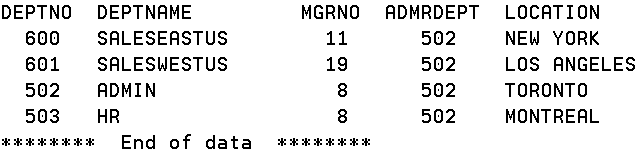 DEPTNO  DEPTNAME          MGRNO  ADMRDEPT  LOCATION
600   SALESEASTUS         11      502    NEW YORK
601   SALESWESTUS         19      502    LOS ANGELES
502   ADMIN                8      502    TORONTO
503   HR                   8      502    MONTREAL
********  End of data  ********